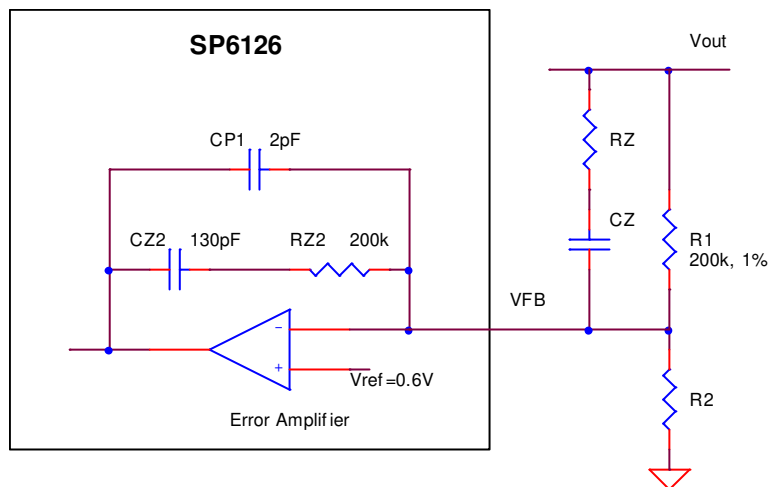 SP6126
Vout
CP1 2pF
RZ
CZ2 130pF RZ2 200k
CZ
R1
200k, 1%
VFB
−
+
Vref=0.6V
R2
Error Amplifier